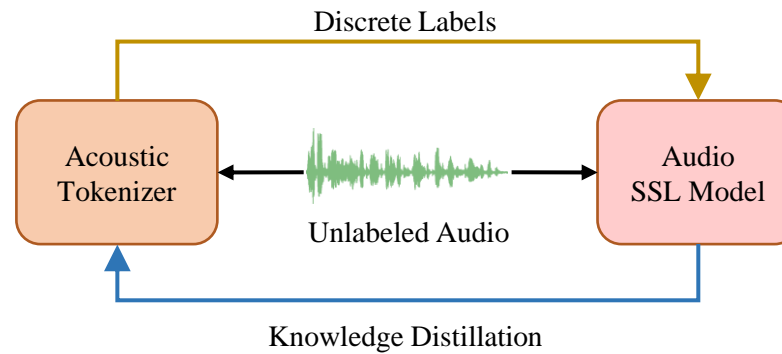 Discrete Labels
Acoustic
Tokenizer
Unlabeled Audio
Audio
SSL Model
Knowledge Distillation